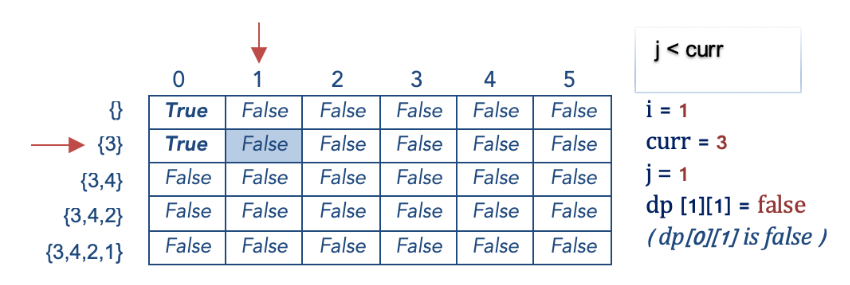 j < curr
0 1 2 3 4 5
{} True False False False False False
{3} True False False False False False
{3,4} False False False False False False
{3,4,2} False False False False False False
{3,4,2,1} False False False False False False
i = 1
curr = 3
j = 1
dp [1][1] = false
( dp[0][1] is false )